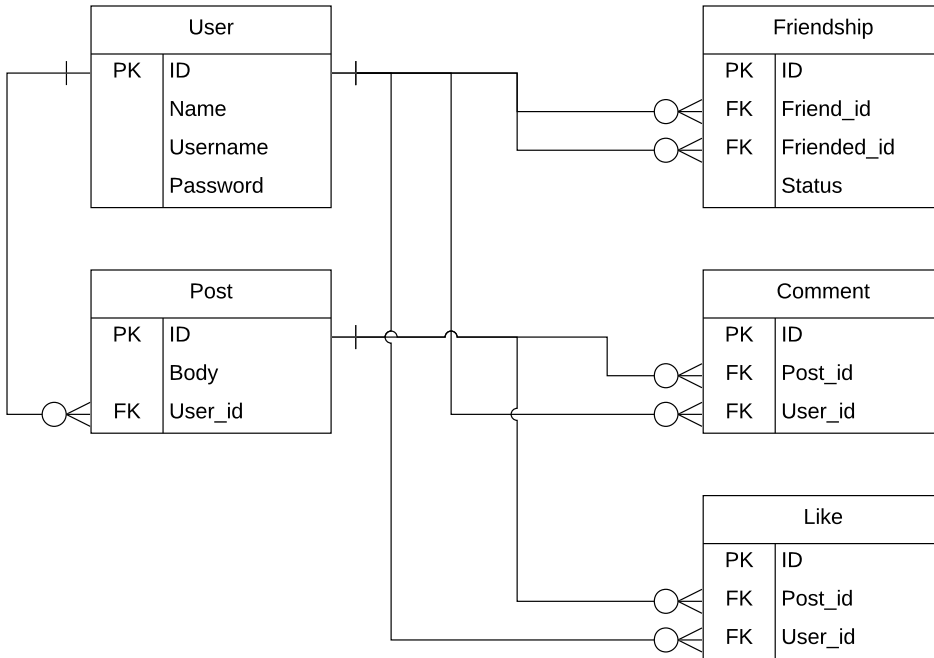 User
PK ID
Name
Username
Password
Friendship
PK ID
FK Friend_id
FK Friended_id
Status
Post
PK ID
Body
FK User_id
Comment
PK ID
FK Post_id
FK User_id
Like
PK ID
FK Post_id
FK User_id